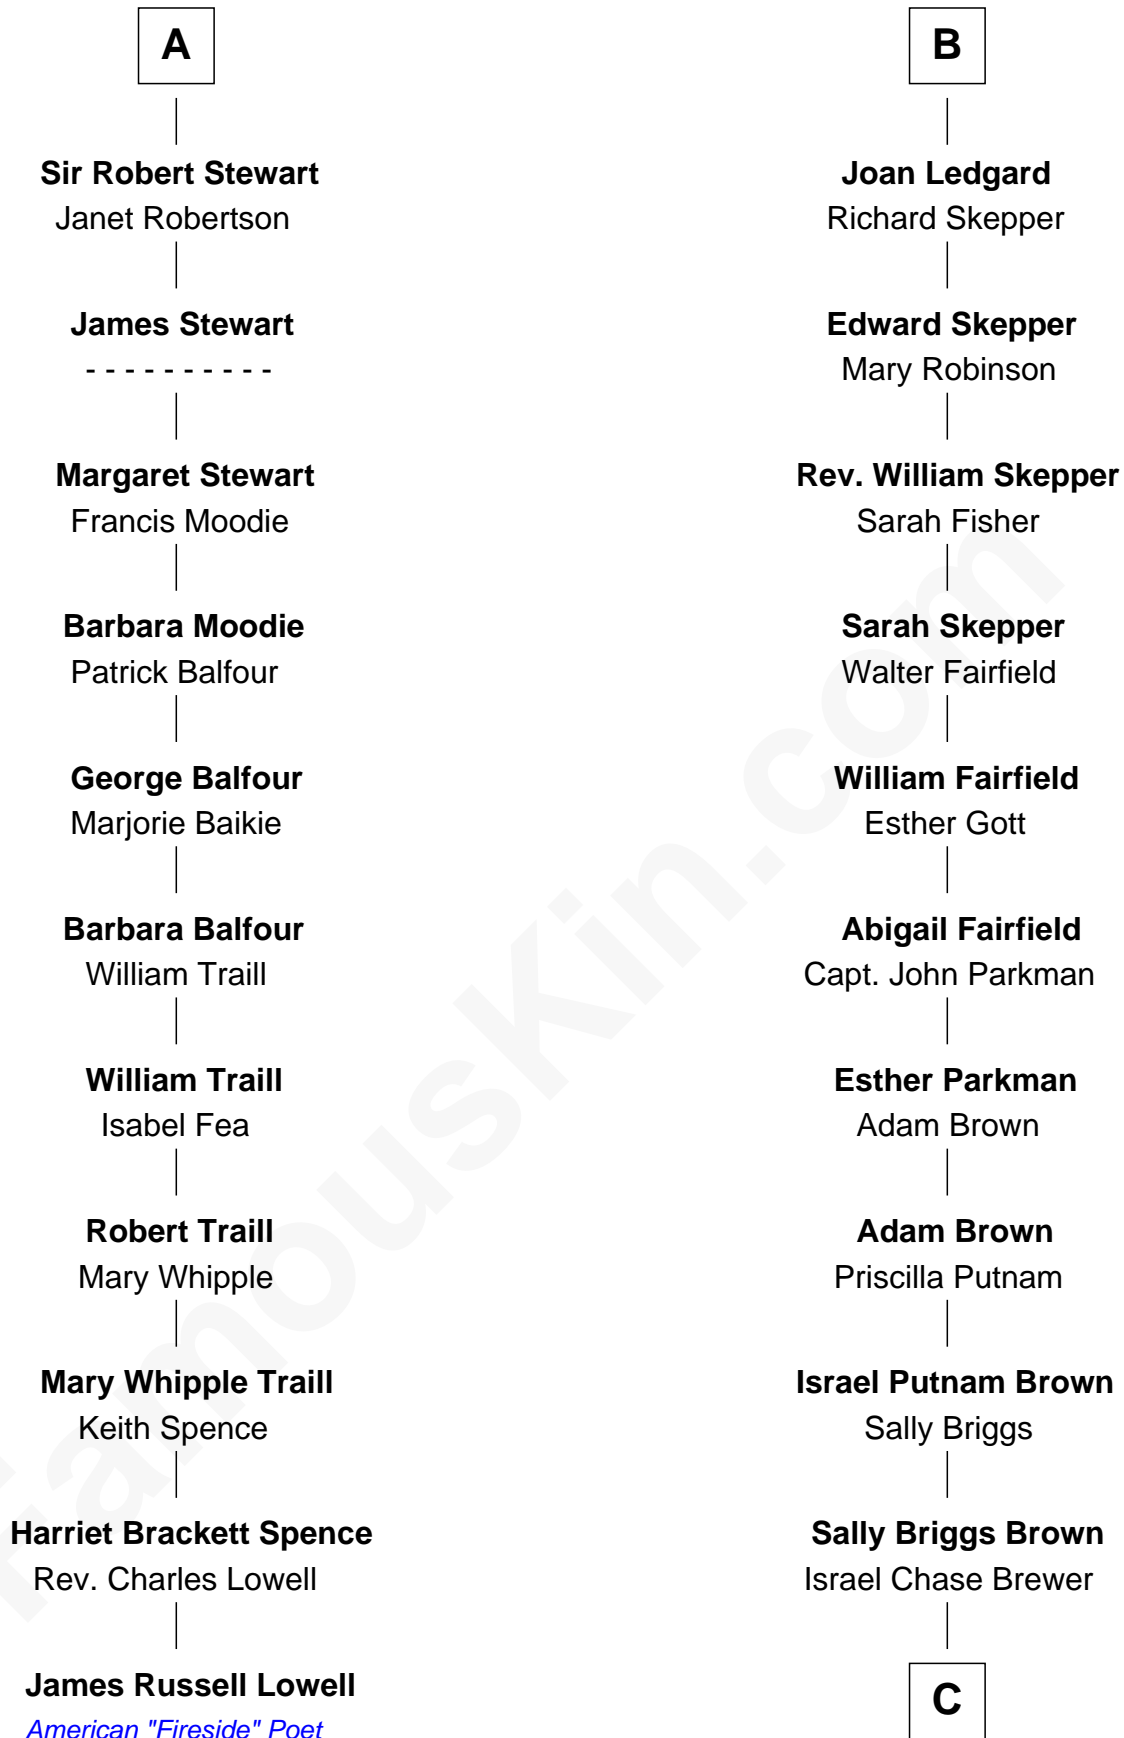 A
Sir Robert Stewart
Janet Robertson
James Stewart
- - - - - - - - - -
Margaret Stewart
Francis Moodie
Barbara Moodie
Patrick Balfour
George Balfour
Marjorie Baikie
Barbara Balfour
William Traill
William Traill
Isabel Fea
Robert Traill
Mary Whipple
Mary Whipple Traill
Keith Spence
Harriet Brackett Spence
Rev. Charles Lowell
James Russell Lowell
American "Fireside" Poet
B
Joan Ledgard
Richard Skepper
Edward Skepper
Mary Robinson
Rev. William Skepper
Sarah Fisher
Sarah Skepper
Walter Fairfield
William Fairfield
Esther Gott
Abigail Fairfield
Capt. John Parkman
Esther Parkman
Adam Brown
Adam Brown
Priscilla Putnam
Israel Putnam Brown
Sally Briggs
Sally Briggs Brown
Israel Chase Brewer
C
FamousKin.com